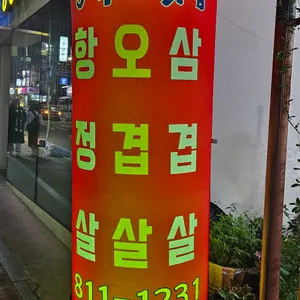 항 오 삼
정 겹 겹
살 살 살
811-1231